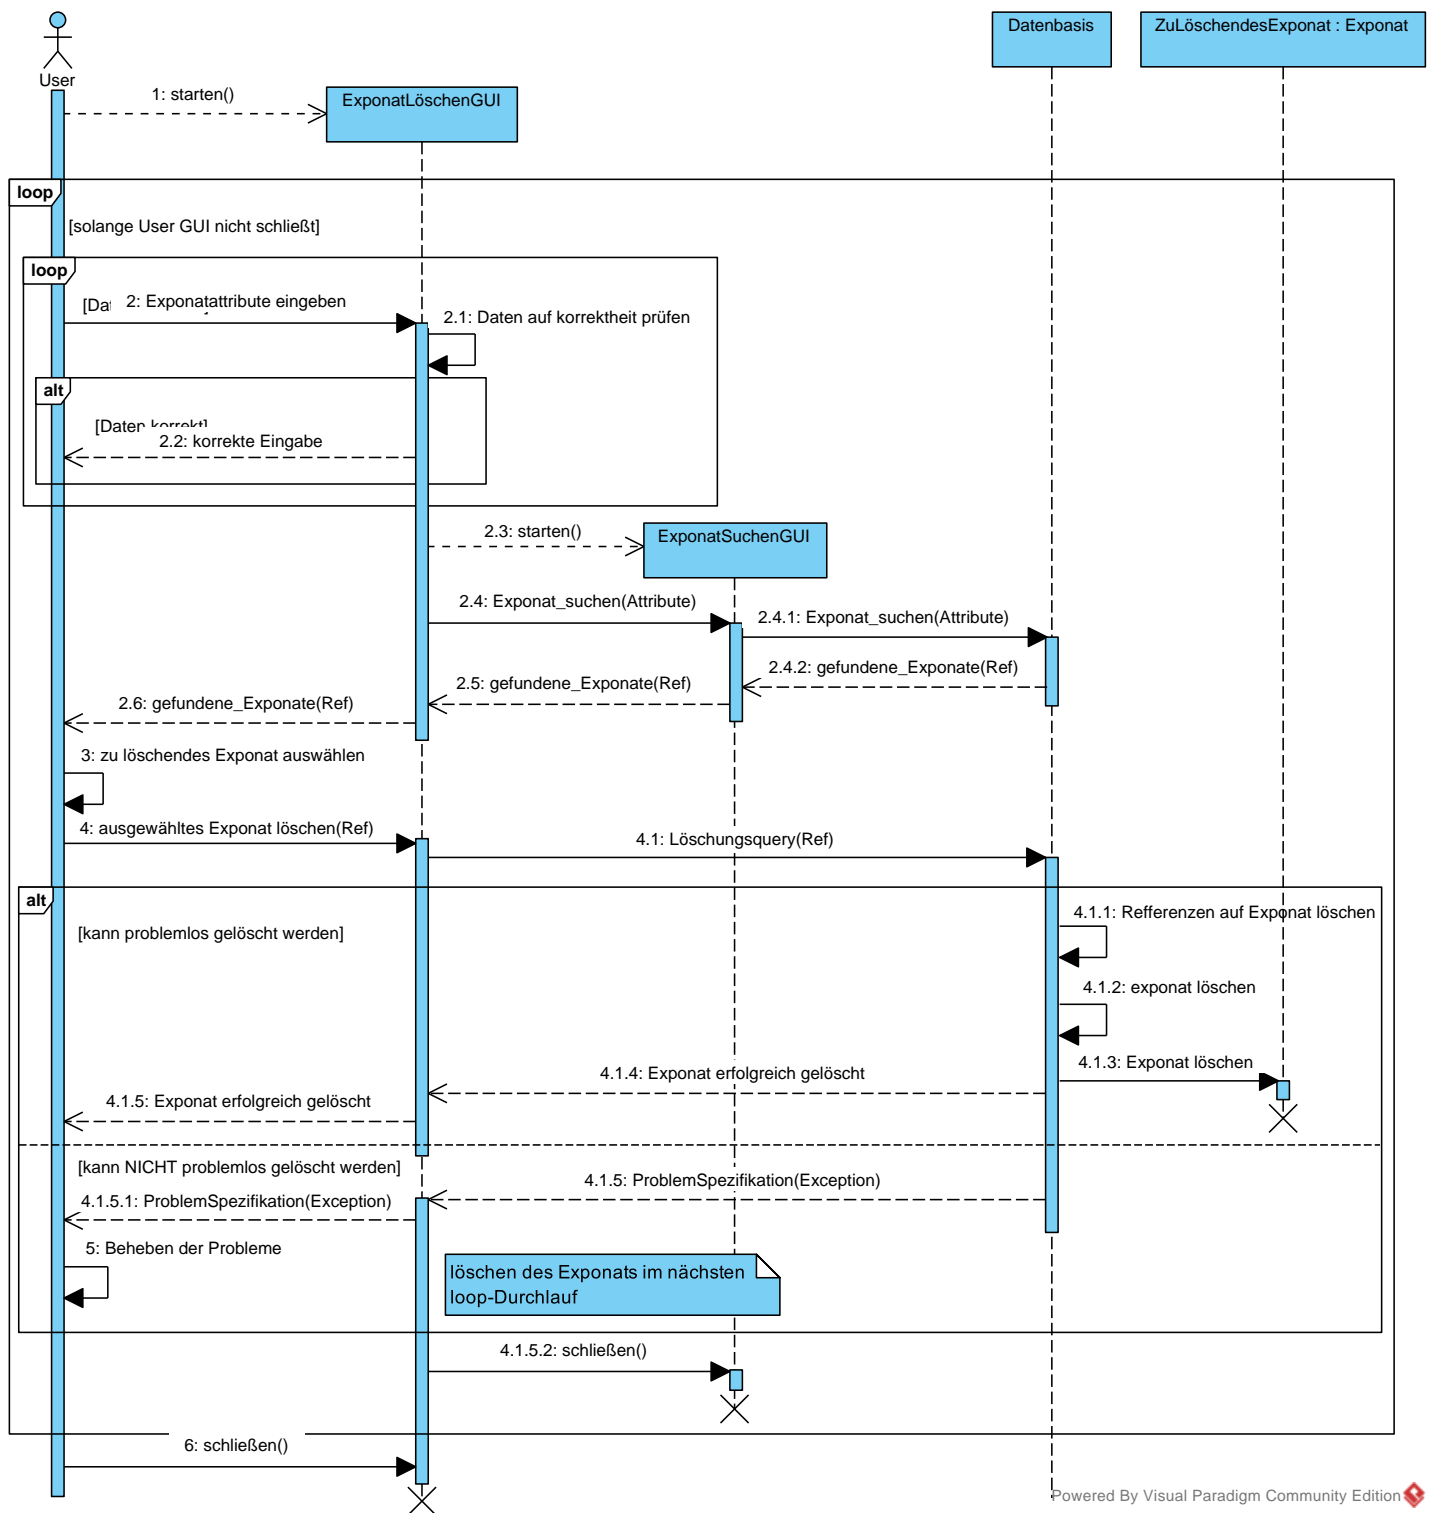 Datenbasis
ZuLöschendesExponat : Exponat
User
1: starten()
ExponatLöschenGUI
loop
[solange User GUI nicht schließt]
loop
2: Exponatattribute eingeben
2.1: Daten auf korrektheit prüfen
alt
[Daten korrekt]
2.2: korrekte Eingabe
2.3: starten()
ExponatSuchenGUI
2.4: Exponat_suchen(Attribute)
2.4.1: Exponat_suchen(Attribute)
2.4.2: gefundene_Exponate(Ref)
2.5: gefundene_Exponate(Ref)
2.6: gefundene_Exponate(Ref)
3: zu löschendes Exponat auswählen
4: ausgewähltes Exponat löschen(Ref)
4.1: Löschungsquery(Ref)
alt
4.1.1: Refferenzen auf Exponat löschen
[kann problemlos gelöscht werden]
4.1.2: exponat löschen
4.1.3: Exponat löschen
4.1.4: Exponat erfolgreich gelöscht
4.1.5: Exponat erfolgreich gelöscht
[kann NICHT problemlos gelöscht werden]
4.1.5: ProblemSpezifikation(Exception)
4.1.5.1: ProblemSpezifikation(Exception)
5: Beheben der Probleme
löschen des Exponats im nächsten
loop-Durchlauf
4.1.5.2: schließen()
6: schließen()
Powered By Visual Paradigm Community Edition